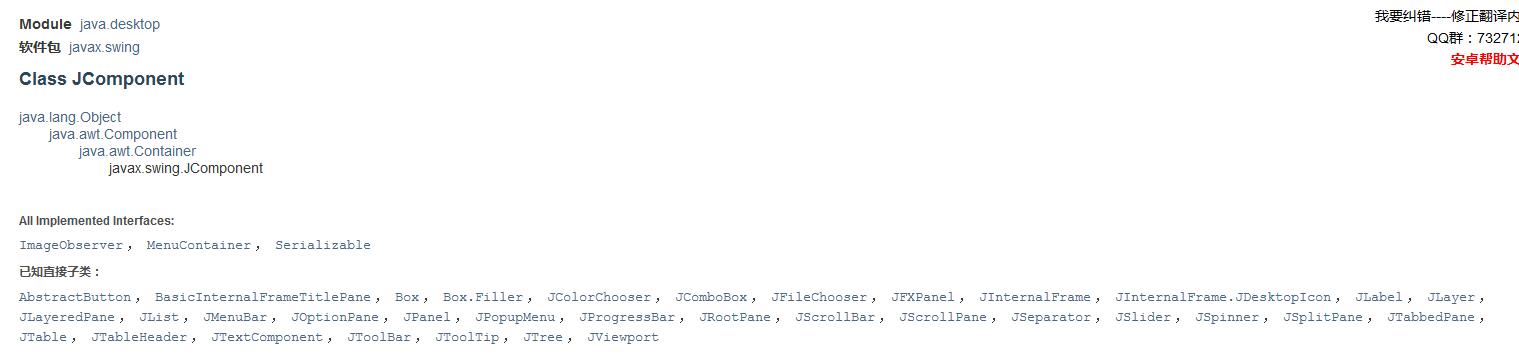 Module java.desktop
我要纠错----修正翻译内
软件包 javax.swing
QQ群：732712
安卓帮助文
Class JComponent
java.lang.Object
java.awt.Component
java.awt.Container
javax.swing.JComponent
All Implemented Interfaces:
ImageObserver， MenuContainer， Serializable
已知直接子类：
AbstractButton， BasicInternalFrameTitlePane， Box， Box.Filler， JColorChooser， JComboBox， JFileChooser， JFXPanel， JInternalFrame， JInternalFrame.JDesktopIcon， JLabel， JLayer，
JLayeredPane， JList， JMenuBar， JOptionPane， JPanel， JPopupMenu， JProgressBar， JRootPane， JScrollBar， JScrollPane， JSeparator， JSlider， JSpinner， JSplitPane， JTabbedPane，
JTable， JTableHeader， JTextComponent， JToolBar， JToolTip， JTree， JViewport